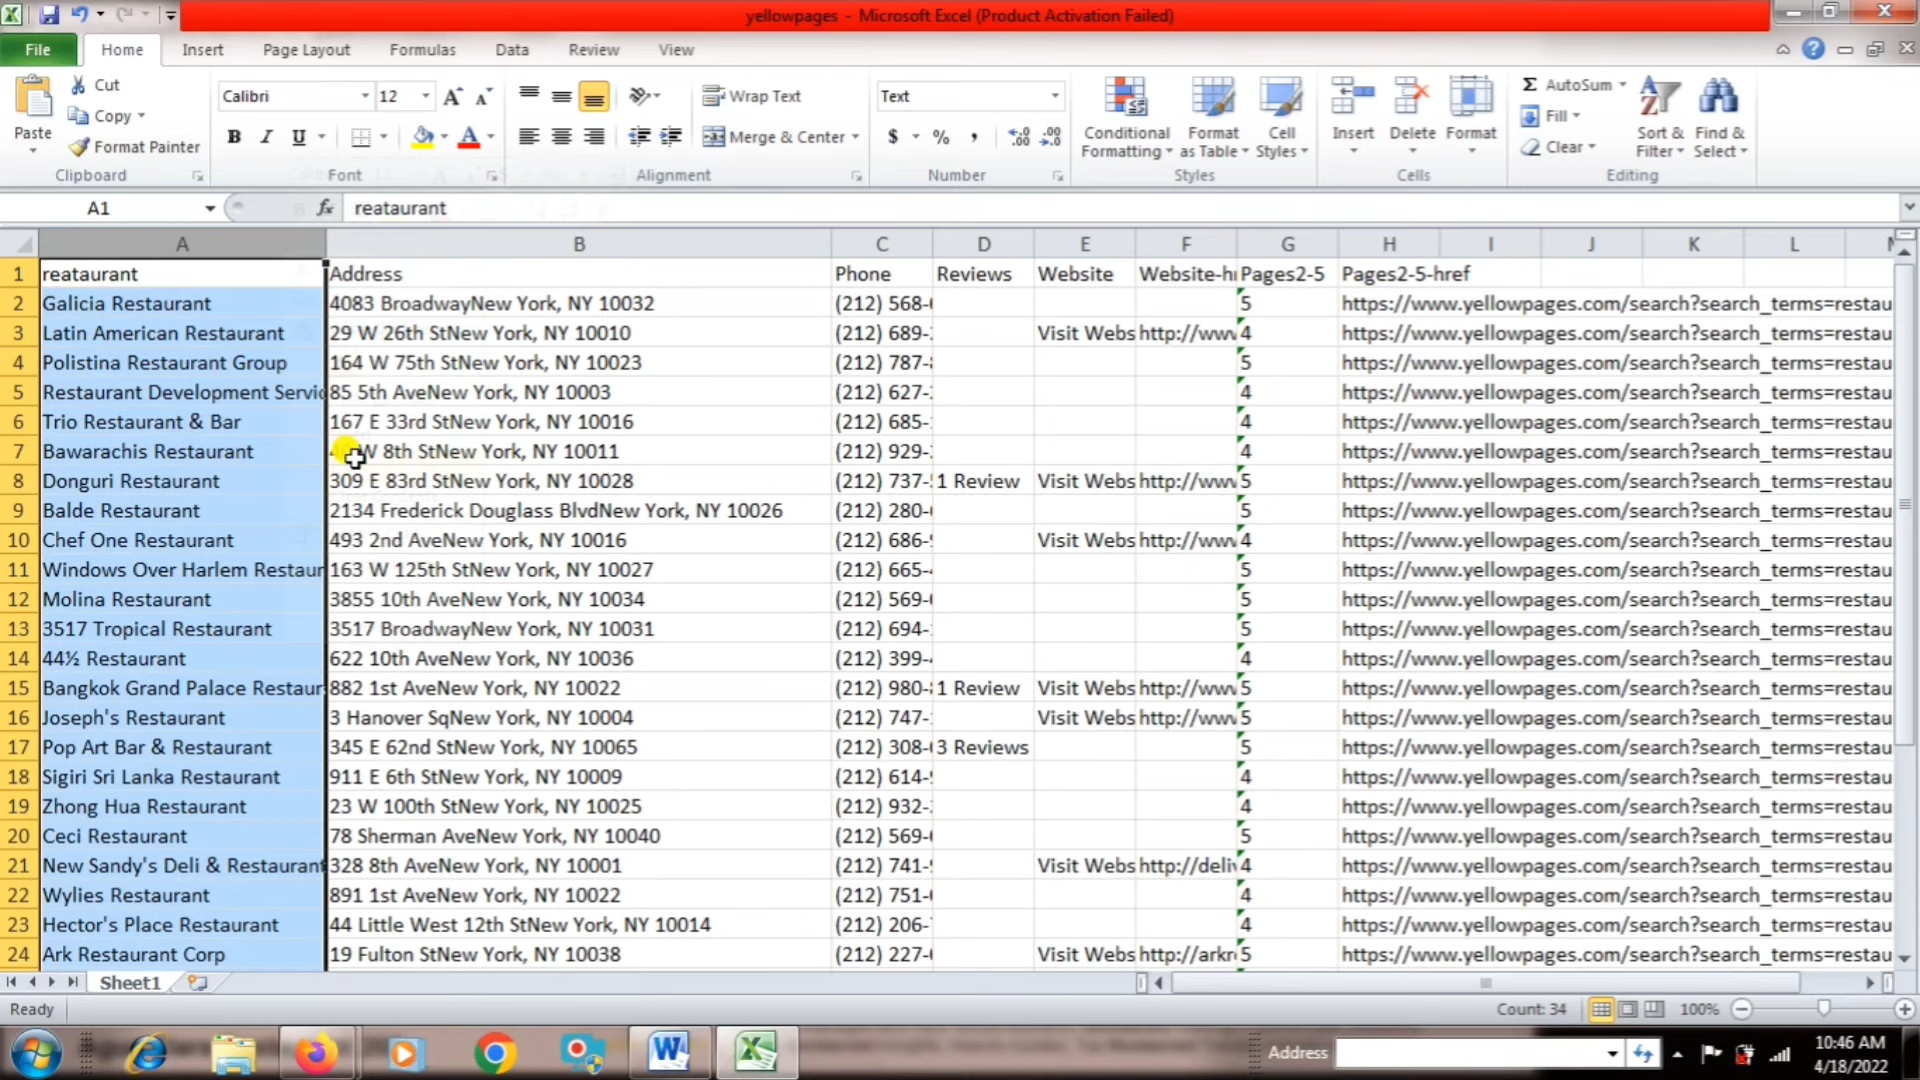 yellowpages - Microsoft Excel (Product Activation Failed)
File Home Insert Page Layout Formulas Data Review View
Paste Cut Copy Format Painter Clipboard
Calibri 12 B I U Font
Wrap Text Merge & Center Alignment
Text $ % , Number
Conditional Formatting Format as Table Cell Styles Styles
Insert Delete Format Cells
AutoSum Fill Clear Sort & Filter Find & Select Editing
A1 fx reataurant
A B C D E F G H I J K L
1 reataurant Address Phone Reviews Website Website-hr Pages2-5 Pages2-5-href
2 Galicia Restaurant 4083 BroadwayNew York, NY 10032 (212) 568- 5 https://www.yellowpages.com/search?search_terms=restau
3 Latin American Restaurant 29 W 26th StNew York, NY 10010 (212) 689- Visit Webs http://www 4 https://www.yellowpages.com/search?search_terms=restau
4 Polistina Restaurant Group 164 W 75th StNew York, NY 10023 (212) 787- 5 https://www.yellowpages.com/search?search_terms=restau
5 Restaurant Development Servic 85 5th AveNew York, NY 10003 (212) 627- 4 https://www.yellowpages.com/search?search_terms=restau
6 Trio Restaurant & Bar 167 E 33rd StNew York, NY 10016 (212) 685- 4 https://www.yellowpages.com/search?search_terms=restau
7 Bawarachis Restaurant W 8th StNew York, NY 10011 (212) 929- 4 https://www.yellowpages.com/search?search_terms=restau
8 Donguri Restaurant 309 E 83rd StNew York, NY 10028 (212) 737- 1 Review Visit Webs http://www 5 https://www.yellowpages.com/search?search_terms=restau
9 Balde Restaurant 2134 Frederick Douglass BlvdNew York, NY 10026 (212) 280- 5 https://www.yellowpages.com/search?search_terms=restau
10 Chef One Restaurant 493 2nd AveNew York, NY 10016 (212) 686- Visit Webs http://www 4 https://www.yellowpages.com/search?search_terms=restau
11 Windows Over Harlem Restaur 163 W 125th StNew York, NY 10027 (212) 665- 5 https://www.yellowpages.com/search?search_terms=restau
12 Molina Restaurant 3855 10th AveNew York, NY 10034 (212) 569- 5 https://www.yellowpages.com/search?search_terms=restau
13 3517 Tropical Restaurant 3517 BroadwayNew York, NY 10031 (212) 694- 5 https://www.yellowpages.com/search?search_terms=restau
14 44½ Restaurant 622 10th AveNew York, NY 10036 (212) 399- 4 https://www.yellowpages.com/search?search_terms=restau
15 Bangkok Grand Palace Restaur 882 1st AveNew York, NY 10022 (212) 980- 1 Review Visit Webs http://www 5 https://www.yellowpages.com/search?search_terms=restau
16 Joseph's Restaurant 3 Hanover SqNew York, NY 10004 (212) 747- Visit Webs http://www 5 https://www.yellowpages.com/search?search_terms=restau
17 Pop Art Bar & Restaurant 345 E 62nd StNew York, NY 10065 (212) 308- 3 Reviews 5 https://www.yellowpages.com/search?search_terms=restau
18 Sigiri Sri Lanka Restaurant 911 E 6th StNew York, NY 10009 (212) 614- 4 https://www.yellowpages.com/search?search_terms=restau
19 Zhong Hua Restaurant 23 W 100th StNew York, NY 10025 (212) 932- 4 https://www.yellowpages.com/search?search_terms=restau
20 Ceci Restaurant 78 Sherman AveNew York, NY 10040 (212) 569- 5 https://www.yellowpages.com/search?search_terms=restau
21 New Sandy's Deli & Restaurant 328 8th AveNew York, NY 10001 (212) 741- Visit Webs http://deliv 4 https://www.yellowpages.com/search?search_terms=restau
22 Wylies Restaurant 891 1st AveNew York, NY 10022 (212) 751- 4 https://www.yellowpages.com/search?search_terms=restau
23 Hector's Place Restaurant 44 Little West 12th StNew York, NY 10014 (212) 206- 4 https://www.yellowpages.com/search?search_terms=restau
24 Ark Restaurant Corp 19 Fulton StNew York, NY 10038 (212) 227- Visit Webs http://arkr 5 https://www.yellowpages.com/search?search_terms=restau
Sheet1
Ready Count: 34 100%
Address 10:46 AM
4/18/2022